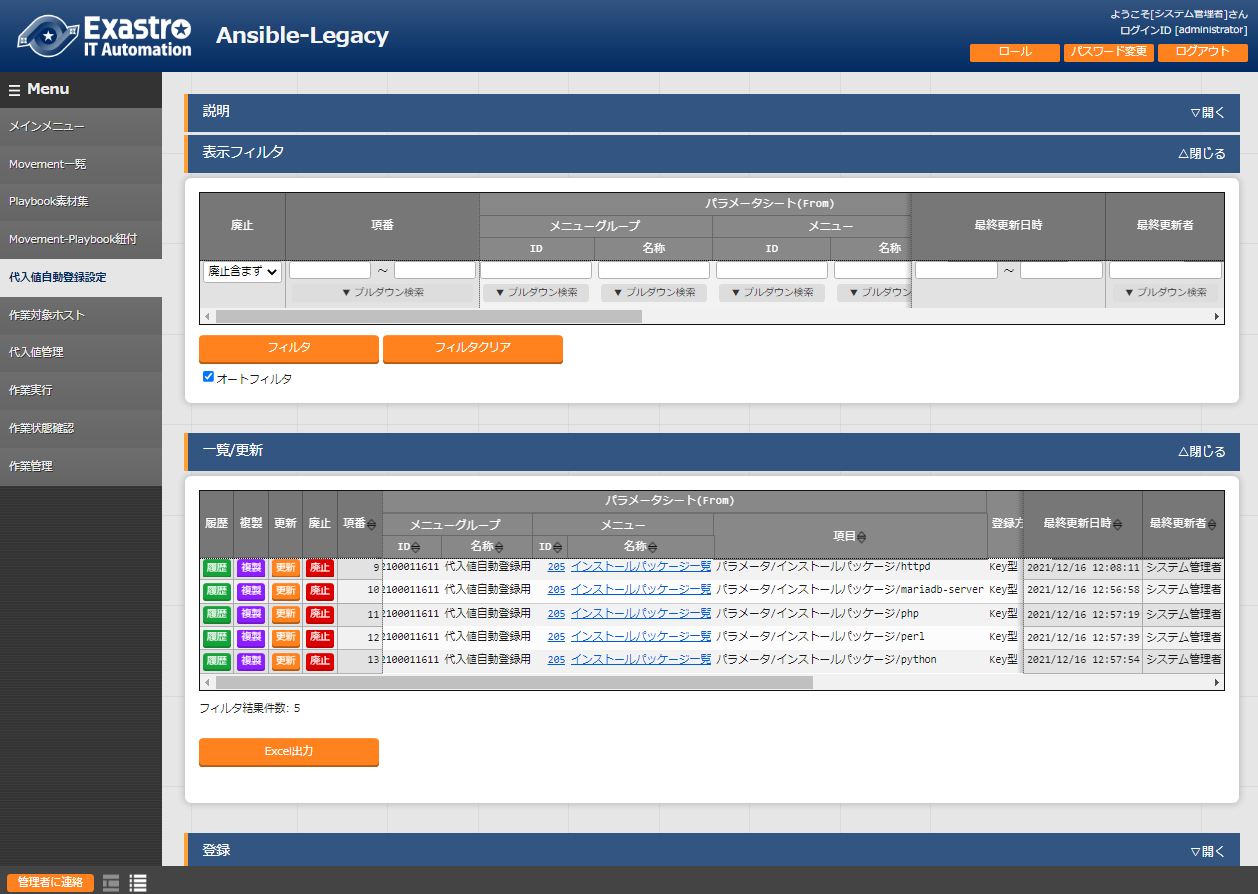 Exastro
IT Automation
Ansible-Legacy
ようこそ[システム管理者]さん
ログインID [administrator]
ロール パスワード変更 ログアウト
Menu
メインメニュー
Movement一覧
Playbook素材集
Movement-Playbook紐付
代入値自動登録設定
作業対象ホスト
代入値管理
作業実行
作業状態確認
作業管理
説明 ▽開く
表示フィルタ △閉じる
廃止 項番 パラメータシート(From) 最終更新日時 最終更新者
メニューグループ メニュー
ID 名称 ID 名称
廃止含まず ～ ～
▼ プルダウン検索 ▼ プルダウン検索 ▼ プルダウン検索 ▼ プルダウン検索 ▼ プルダウン ▼ プルダウン検索
フィルタ フィルタクリア
オートフィルタ
一覧/更新 △閉じる
履歴 複製 更新 廃止 項番 パラメータシート(From) 登録方 最終更新日時 最終更新者
メニューグループ メニュー 項目
ID 名称 ID 名称
履歴 複製 更新 廃止 9 2100011611 代入値自動登録用 205 インストールパッケージ一覧 パラメータ/インストールパッケージ/httpd Key型 2021/12/16 12:08:11 システム管理者
履歴 複製 更新 廃止 10 2100011611 代入値自動登録用 205 インストールパッケージ一覧 パラメータ/インストールパッケージ/mariadb-server Key型 2021/12/16 12:56:58 システム管理者
履歴 複製 更新 廃止 11 2100011611 代入値自動登録用 205 インストールパッケージ一覧 パラメータ/インストールパッケージ/php Key型 2021/12/16 12:57:19 システム管理者
履歴 複製 更新 廃止 12 2100011611 代入値自動登録用 205 インストールパッケージ一覧 パラメータ/インストールパッケージ/perl Key型 2021/12/16 12:57:39 システム管理者
履歴 複製 更新 廃止 13 2100011611 代入値自動登録用 205 インストールパッケージ一覧 パラメータ/インストールパッケージ/python Key型 2021/12/16 12:57:54 システム管理者
フィルタ結果件数: 5
Excel出力
登録 ▽開く
管理者に連絡